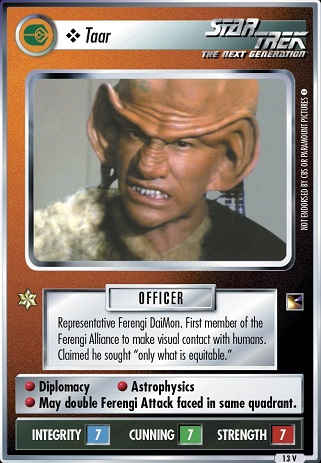 Taar
STAR TREK
THE NEXT GENERATION
NOT ENDORSED BY CBS OR PARAMOUNT PICTURES
OFFICER
Representative Ferengi DaiMon. First member of the
Ferengi Alliance to make visual contact with humans.
Claimed he sought "only what is equitable."
Diplomacy
Astrophysics
May double Ferengi Attack faced in same quadrant.
INTEGRITY 7 CUNNING 7 STRENGTH 7
13 V